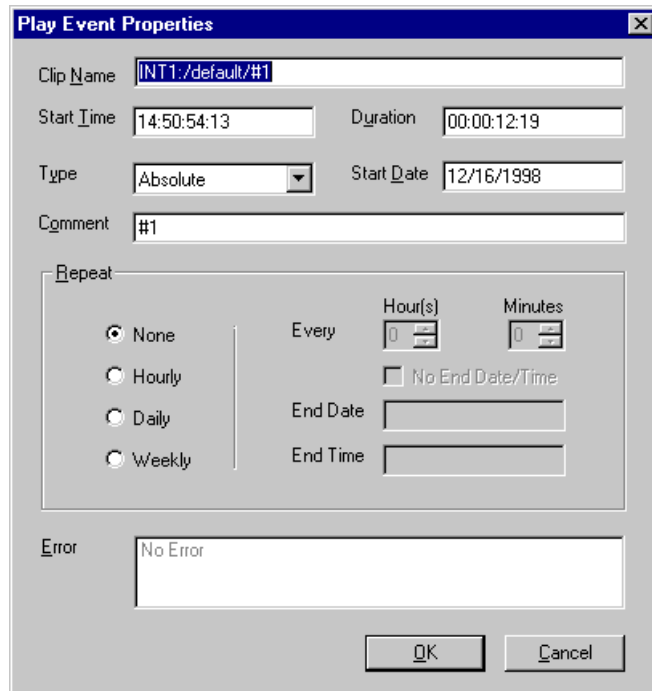 Play Event Properties
Clip Name INT1:/default/#1
Start Time 14:50:54:13 Duration 00:00:12:19
Type Absolute Start Date 12/16/1998
Comment #1
Repeat
Hour(s) Minutes
None Every 0 0
Hourly No End Date/Time
Daily End Date
Weekly End Time
Error No Error
OK Cancel